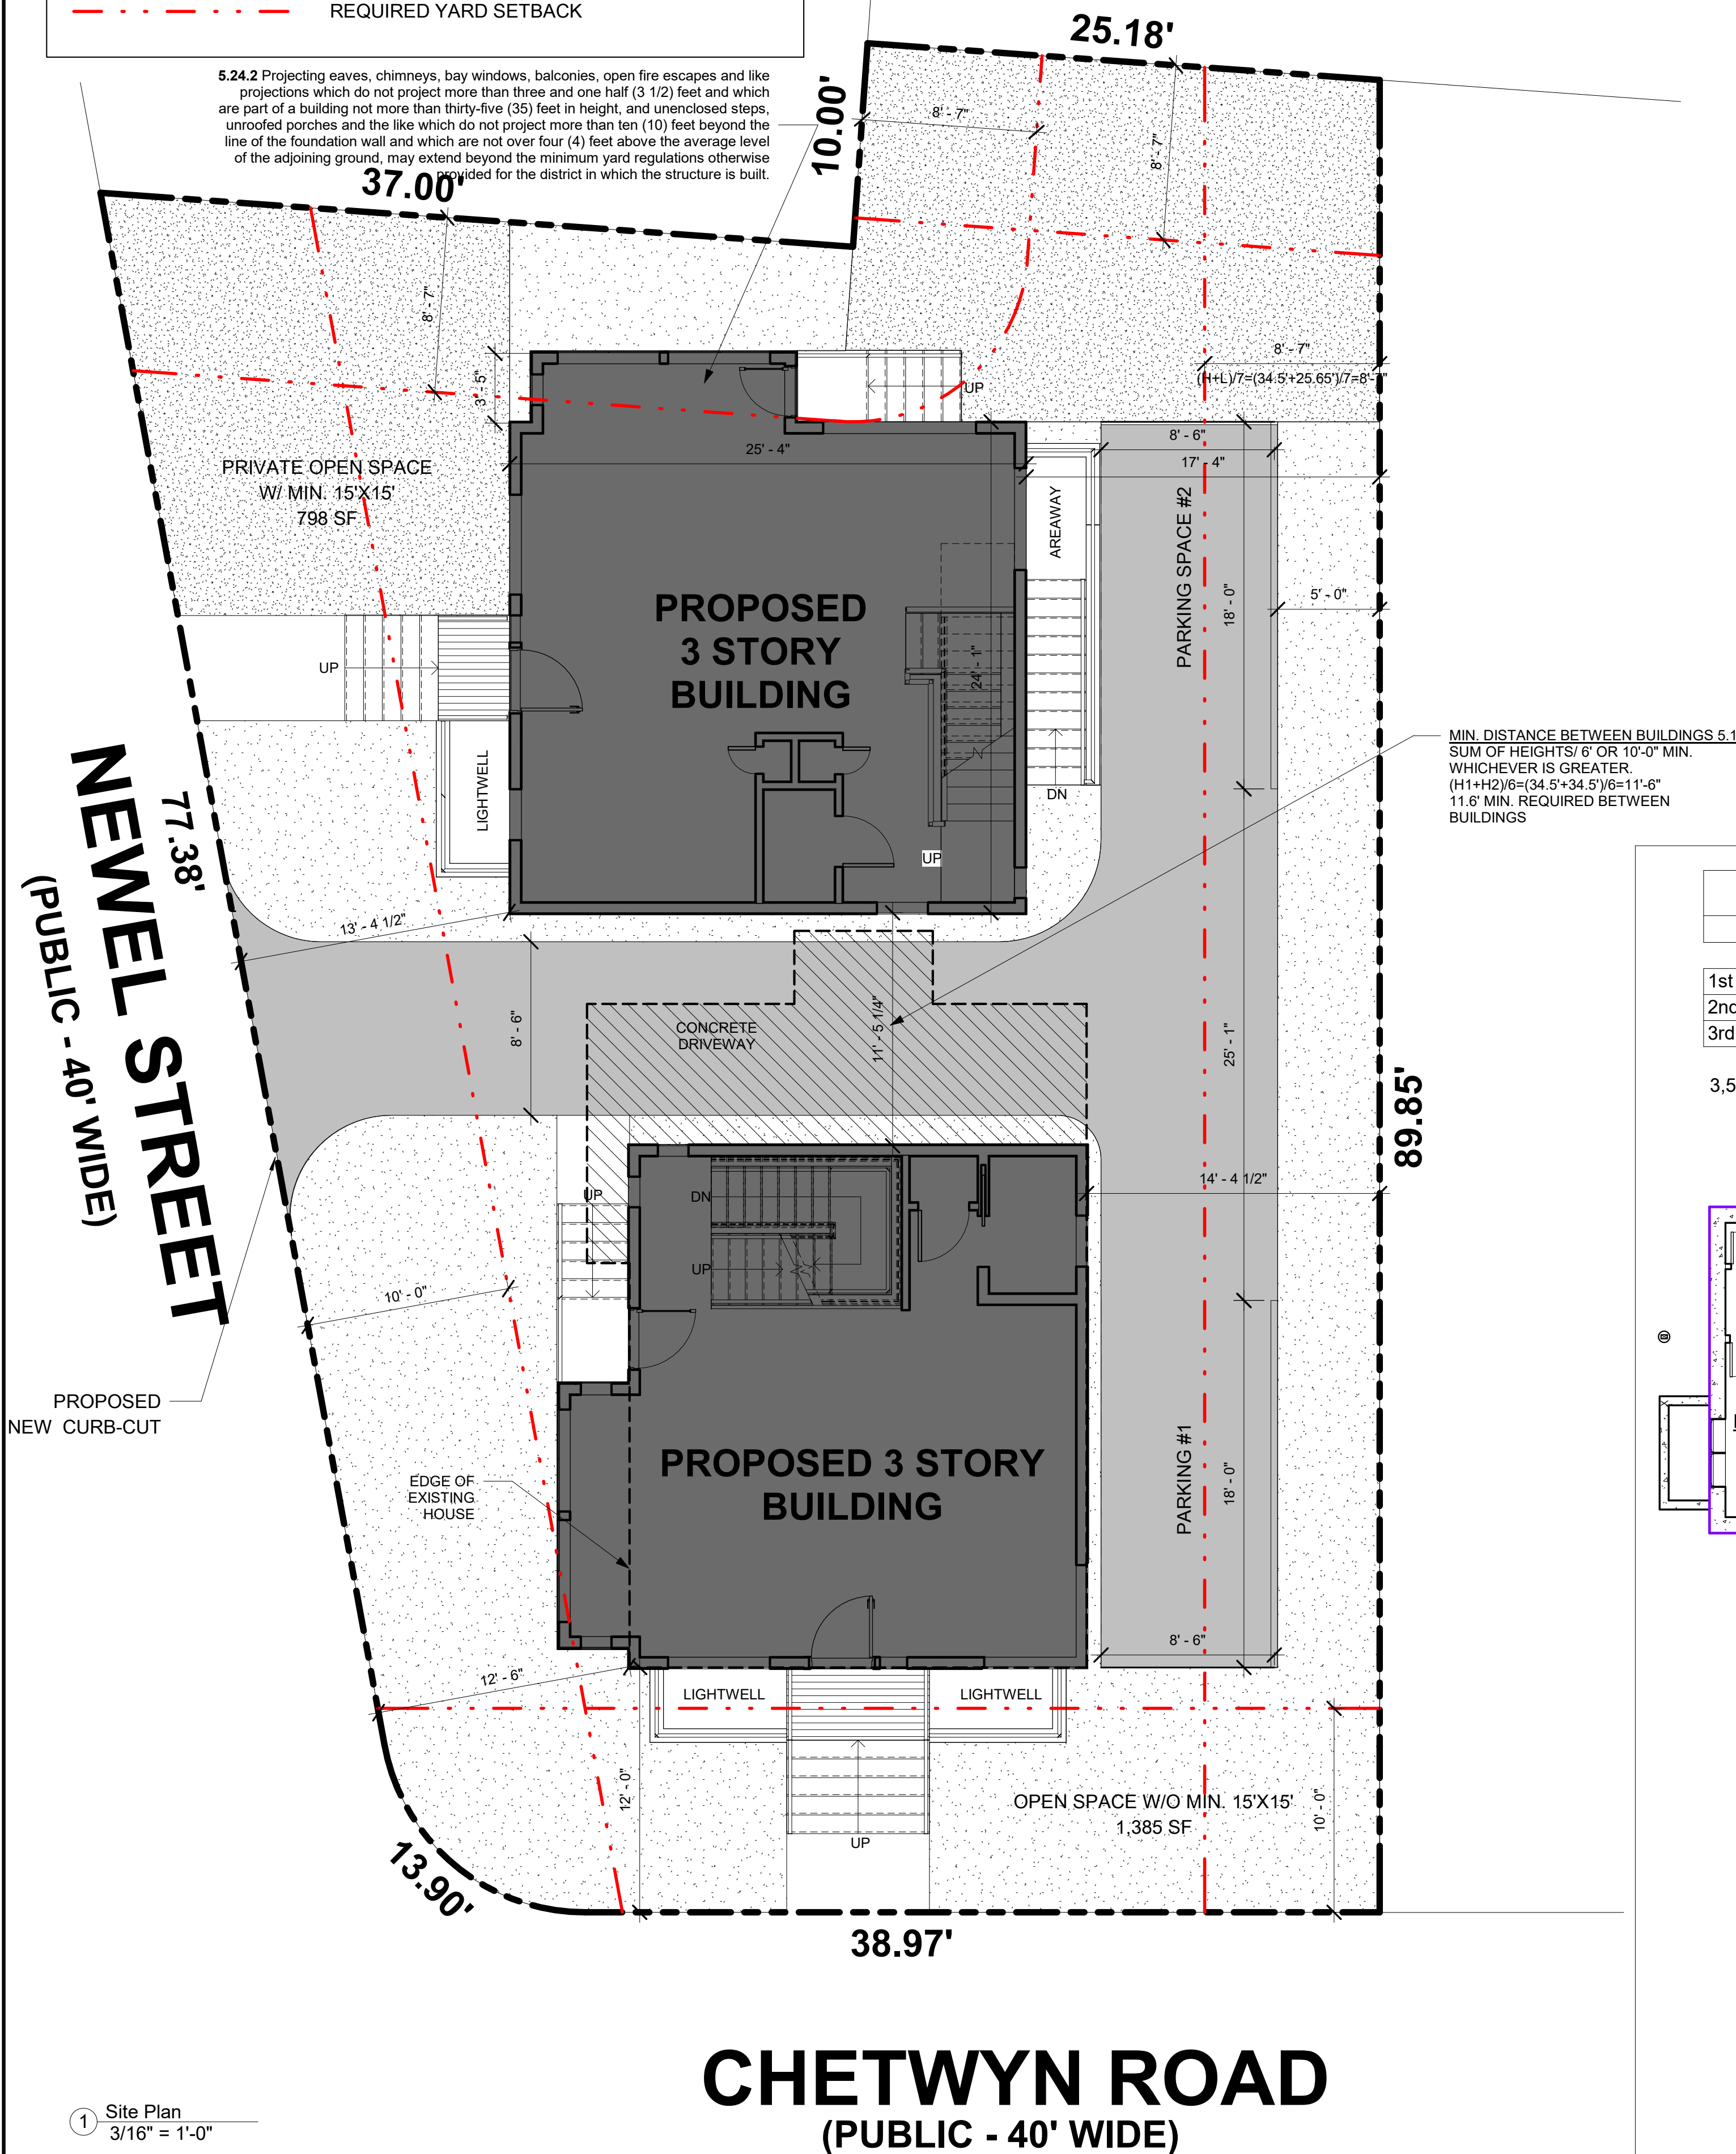 REQUIRED YARD SETBACK
5.24.2 Projecting eaves, chimneys, bay windows, balconies, open fire escapes and like
projections which do not project more than three and one half (3 1/2) feet and which
are part of a building not more than thirty-five (35) feet in height, and unenclosed steps,
unroofed porches and the like which do not project more than ten (10) feet beyond the
line of the foundation wall and which are not over four (4) feet above the average level
of the adjoining ground, may extend beyond the minimum yard regulations otherwise
provided for the district in which the structure is built.
25.18'
10.00'
37.00'
8' - 7"
8' - 7"
8' - 7"
3' - 5"
UP
8' - 7"
(H+L)/7=(34.5'+25.65')/7=8'-7"
25' - 4"
8' - 6"
17' - 4"
PRIVATE OPEN SPACE
W/ MIN. 15'X15'
798 SF
AREAWAY
PARKING SPACE #2
18' - 0"
5' - 0"
PROPOSED
3 STORY
BUILDING
24' - 1"
UP
LIGHTWELL
DN
UP
MIN. DISTANCE BETWEEN BUILDINGS 5.1
SUM OF HEIGHTS/ 6' OR 10'-0" MIN.
WHICHEVER IS GREATER.
(H1+H2)/6=(34.5'+34.5')/6=11'-6"
11.6' MIN. REQUIRED BETWEEN
BUILDINGS
77.38'
NEWEL STREET
(PUBLIC - 40' WIDE)
13' - 4 1/2"
8' - 6"
CONCRETE
DRIVEWAY
11' - 5 1/4"
25' - 1"
89.85'
1st
2nd
3rd
3,5
14' - 4 1/2"
UP
DN
UP
10' - 0"
PROPOSED
NEW CURB-CUT
EDGE OF
EXISTING
HOUSE
PROPOSED 3 STORY
BUILDING
PARKING #1
18' - 0"
8' - 6"
12' - 6"
LIGHTWELL
LIGHTWELL
12' - 0"
UP
OPEN SPACE W/O MIN. 15'X15'
1,385 SF
10' - 0"
13.90'
38.97'
CHETWYN ROAD
(PUBLIC - 40' WIDE)
1
Site Plan
3/16" = 1'-0"